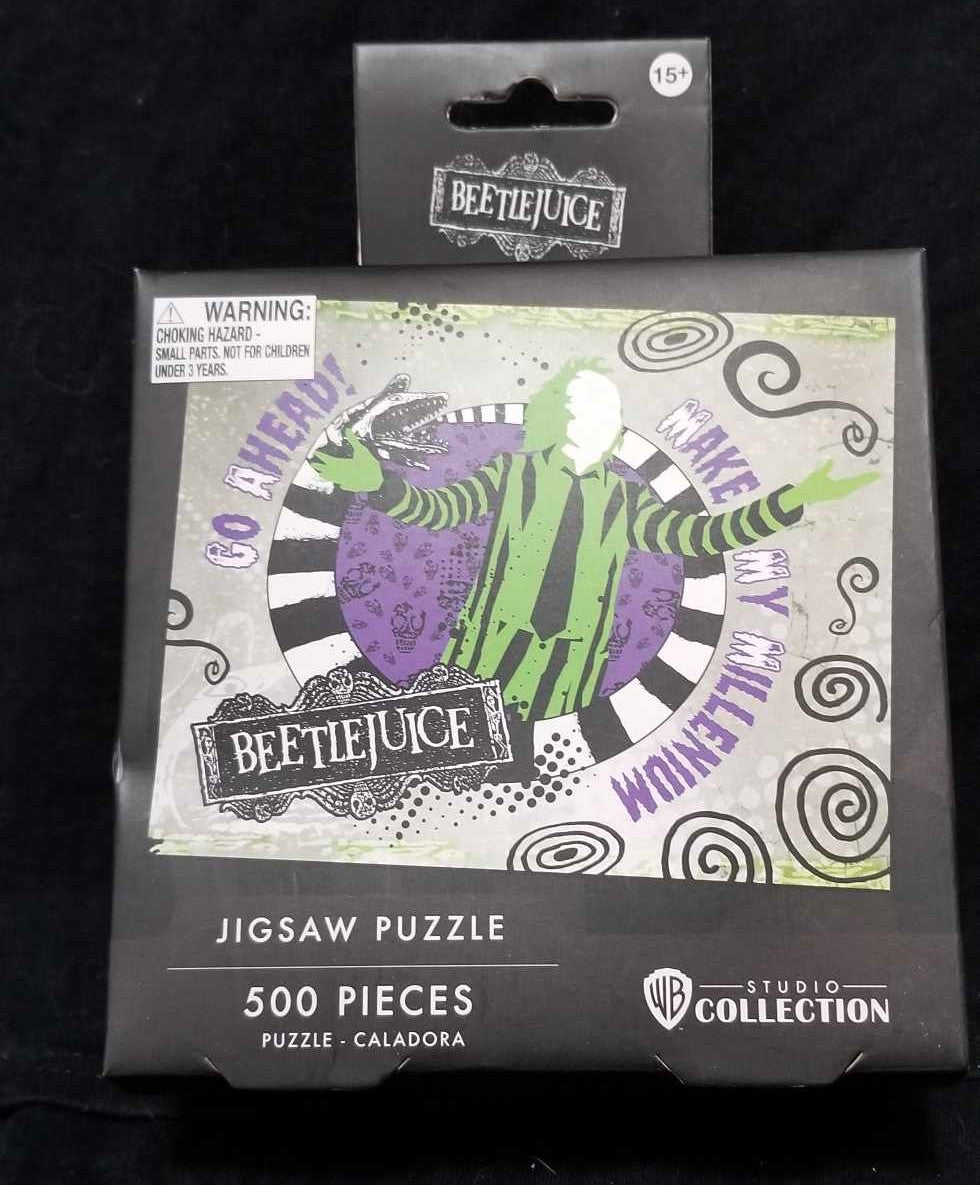 15+
BEETLEJUICE
WARNING:
CHOKING HAZARD -
SMALL PARTS. NOT FOR CHILDREN
UNDER 3 YEARS.
GO AHEAD!
MAKE MY MILLENIUM
BEETLEJUICE
JIGSAW PUZZLE
500 PIECES
PUZZLE - CALADORA
WB STUDIO
COLLECTION